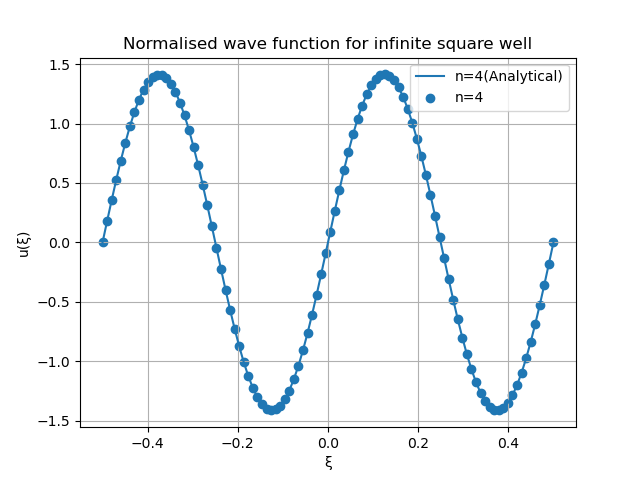 Normalised wave function for infinite square well
n=4(Analytical)
n=4
u(ξ)
1.5
1.0
0.5
0.0
−0.5
−1.0
−1.5
−0.4 −0.2 0.0 0.2 0.4
ξ